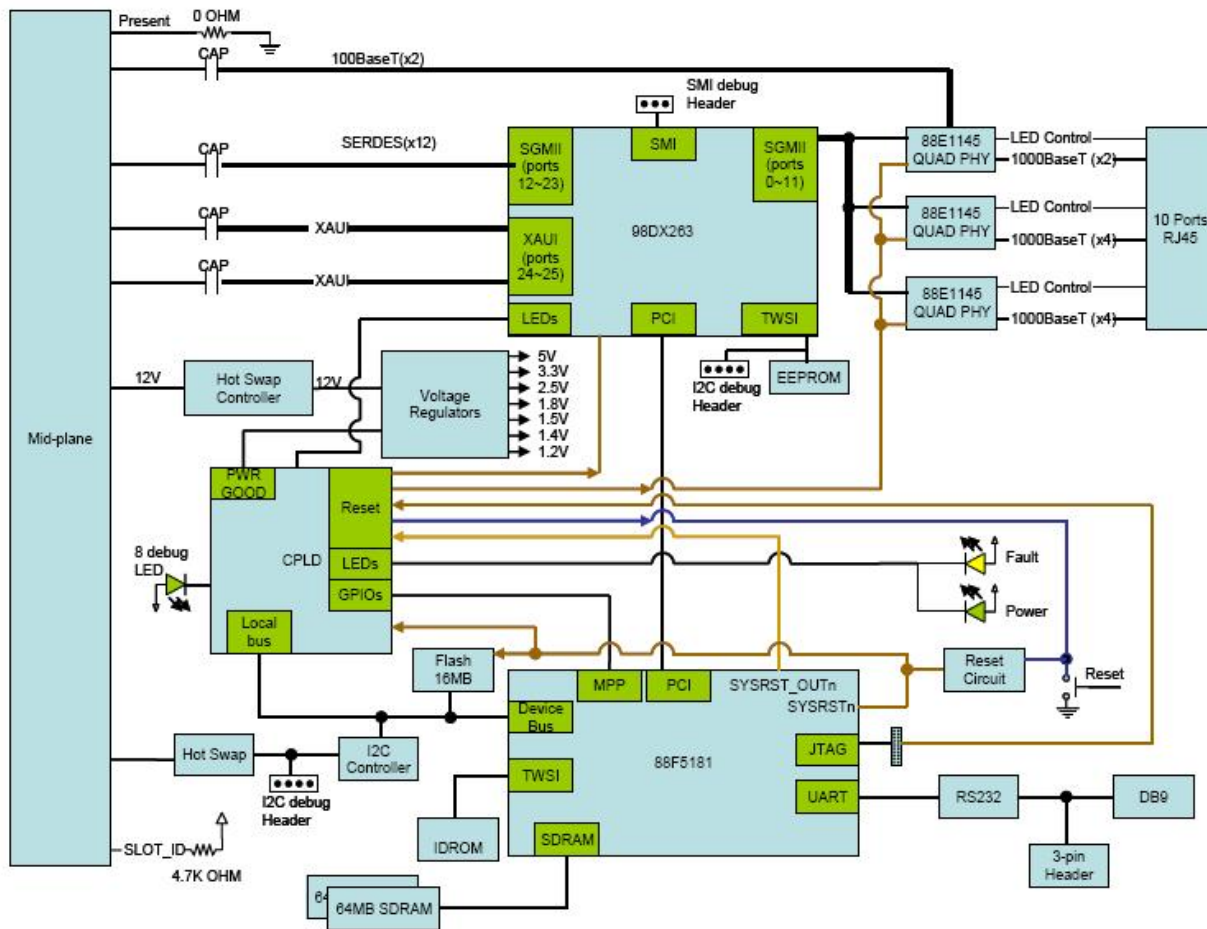 Present
0 OHM
CAP
100BaseT(x2)
SMI debug
Header
CAP
SERDES(x12)
SGMII
(ports
12~23)
SMI
SGMII
(ports
0~11)
88E1145
QUAD PHY
LED Control
1000BaseT (x2)
CAP
XAUI
XAUI
(ports
24~25)
98DX263
88E1145
QUAD PHY
LED Control
1000BaseT (x4)
10 Ports
RJ45
CAP
XAUI
88E1145
QUAD PHY
LED Control
1000BaseT (x4)
LEDs
PCI
TWSI
12V
Hot Swap
Controller
12V
Voltage
Regulators
5V
3.3V
2.5V
1.8V
1.5V
1.4V
1.2V
I2C debug
Header
EEPROM
Mid-plane
PWR
GOOD
Reset
8 debug
LED
CPLD
LEDs
GPIOs
Local
bus
Fault
Power
Flash
16MB
MPP
PCI
SYSRST_OUTn
SYSRSTn
Reset
Circuit
Reset
Device
Bus
Hot Swap
I2C
Controller
I2C debug
Header
TWSI
88F5181
JTAG
UART
RS232
DB9
3-pin
Header
IDROM
SDRAM
SLOT_ID
4.7K OHM
64
64MB SDRAM